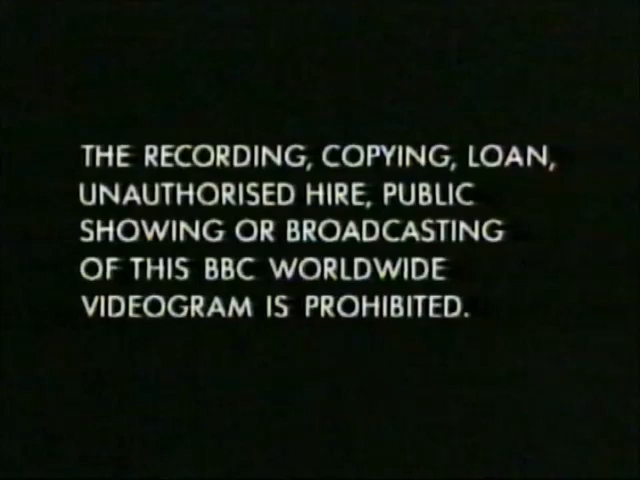 THE RECORDING, COPYING, LOAN,
UNAUTHORISED HIRE, PUBLIC
SHOWING OR BROADCASTING
OF THIS BBC WORLDWIDE
VIDEOGRAM IS PROHIBITED.